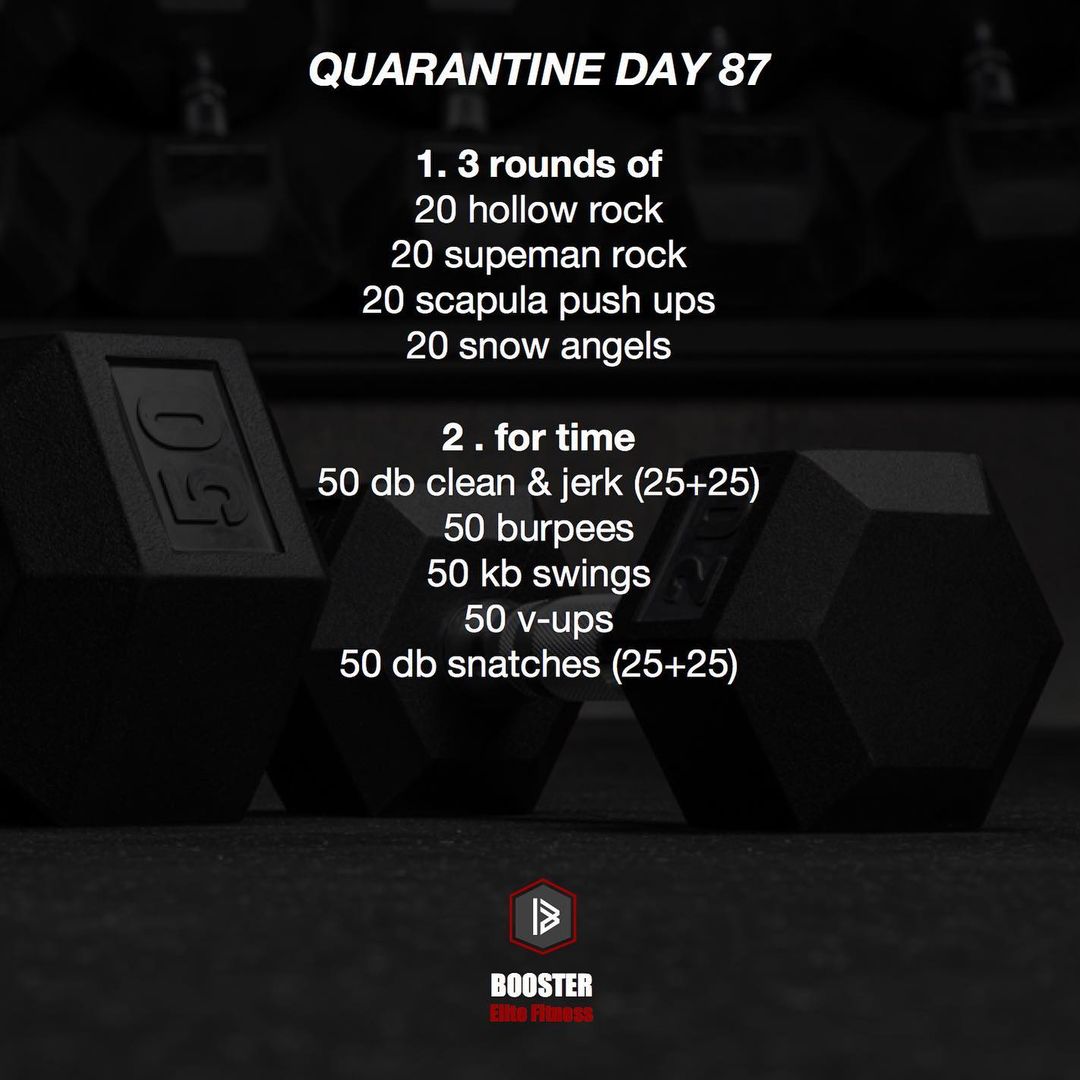 QUARANTINE DAY 87
1. 3 rounds of
20 hollow rock
20 supeman rock
20 scapula push ups
20 snow angels
2 . for time
50 db clean & jerk (25+25)
50 burpees
50 kb swings
50 v-ups
50 db snatches (25+25)
50
20
BOOSTER
Elite Fitness